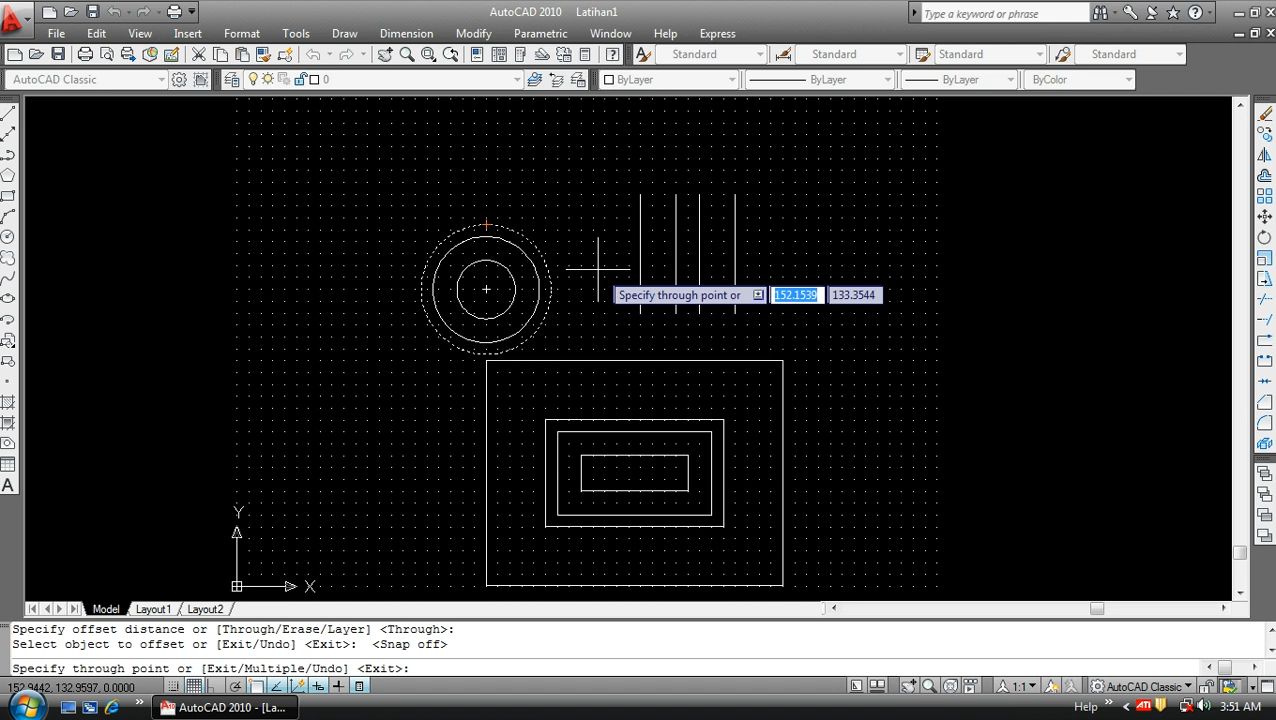 AutoCAD 2010 Latihan1 Type a keyword or phrase
File Edit View Insert Format Tools Draw Dimension Modify Parametric Window Help Express
Standard Standard Standard Standard
AutoCAD Classic 0 ByLayer ByLayer ByLayer ByColor
Specify through point or 152.1539 133.3544
Y
X
Model Layout1 Layout2
Specify offset distance or [Through/Erase/Layer] <Through>:
Select object to offset or [Exit/Undo] <Exit>: <Snap off>
Specify through point or [Exit/Multiple/Undo] <Exit>:
152.9442, 132.9597, 0.0000 1:1 AutoCAD Classic
AutoCAD 2010 - [La... Help ATI 3:51 AM
A